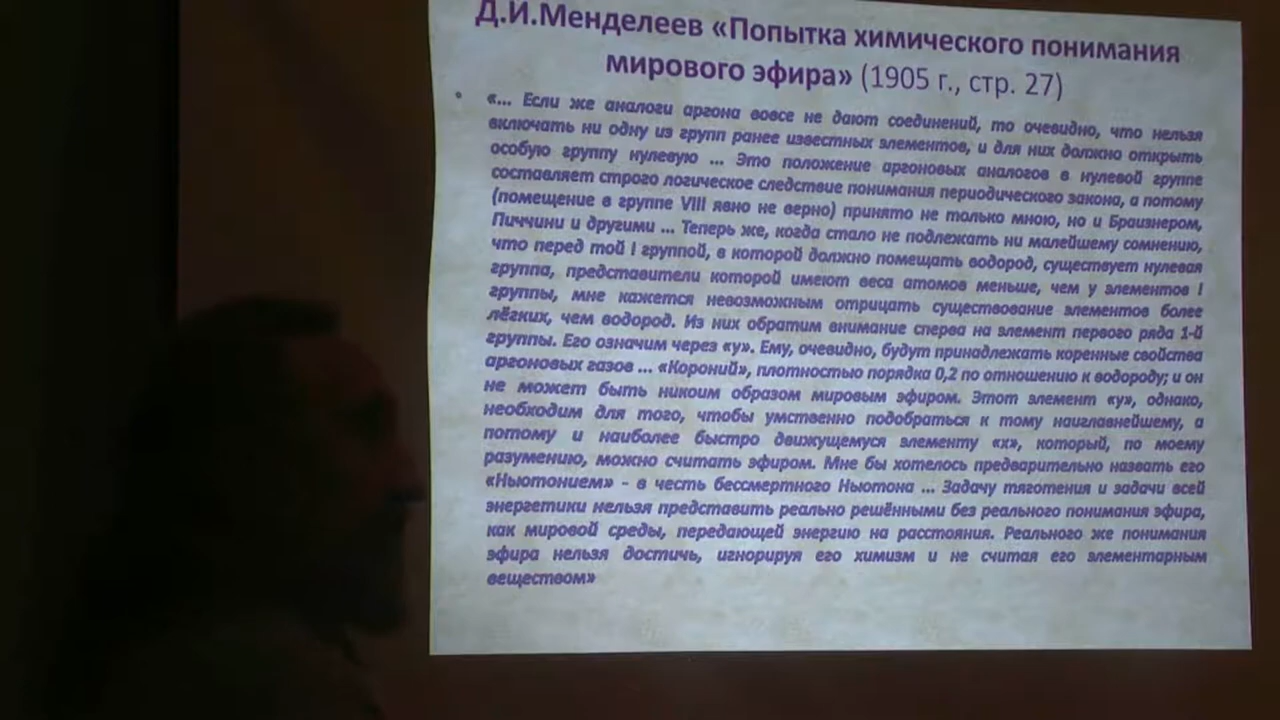 Д.И.Менделеев «Попытка химического понимания
мирового эфира» (1905 г., стр. 27)
• «... Если же аналоги аргона вовсе не дают соединений, то очевидно, что нельзя
включать ни одну из групп ранее известных элементов, и для них должно открыть
особую группу нулевую ... Это положение аргоновых аналогов в нулевой группе
составляет строго логическое следствие понимания периодического закона, а потому
(помещение в группе VIII явно не верно) принято не только мною, но и Браизнером,
Пиччини и другими ... Теперь же, когда стало не подлежать ни малейшему сомнению,
что перед той I группой, в которой должно помещать водород, существует нулевая
группа, представители которой имеют веса атомов меньше, чем у элементов I
группы, мне кажется невозможным отрицать существование элементов более
лёгких, чем водород. Из них обратим внимание сперва на элемент первого ряда 1-й
группы. Его означим через «у». Ему, очевидно, будут принадлежать коренные свойства
аргоновых газов ... «Короний», плотностью порядка 0,2 по отношению к водороду; и он
не может быть никоим образом мировым эфиром. Этот элемент «у», однако,
необходим для того, чтобы умственно подобраться к тому наиглавнейшему, а
потому и наиболее быстро движущемуся элементу «х», который, по моему
разумению, можно считать эфиром. Мне бы хотелось предварительно назвать его
«Ньютонием» - в честь бессмертного Ньютона ... Задачу тяготения и задачи всей
энергетики нельзя представить реально решёнными без реального понимания эфира,
как мировой среды, передающей энергию на расстояния. Реального же понимания
эфира нельзя достичь, игнорируя его химизм и не считая его элементарным
веществом»